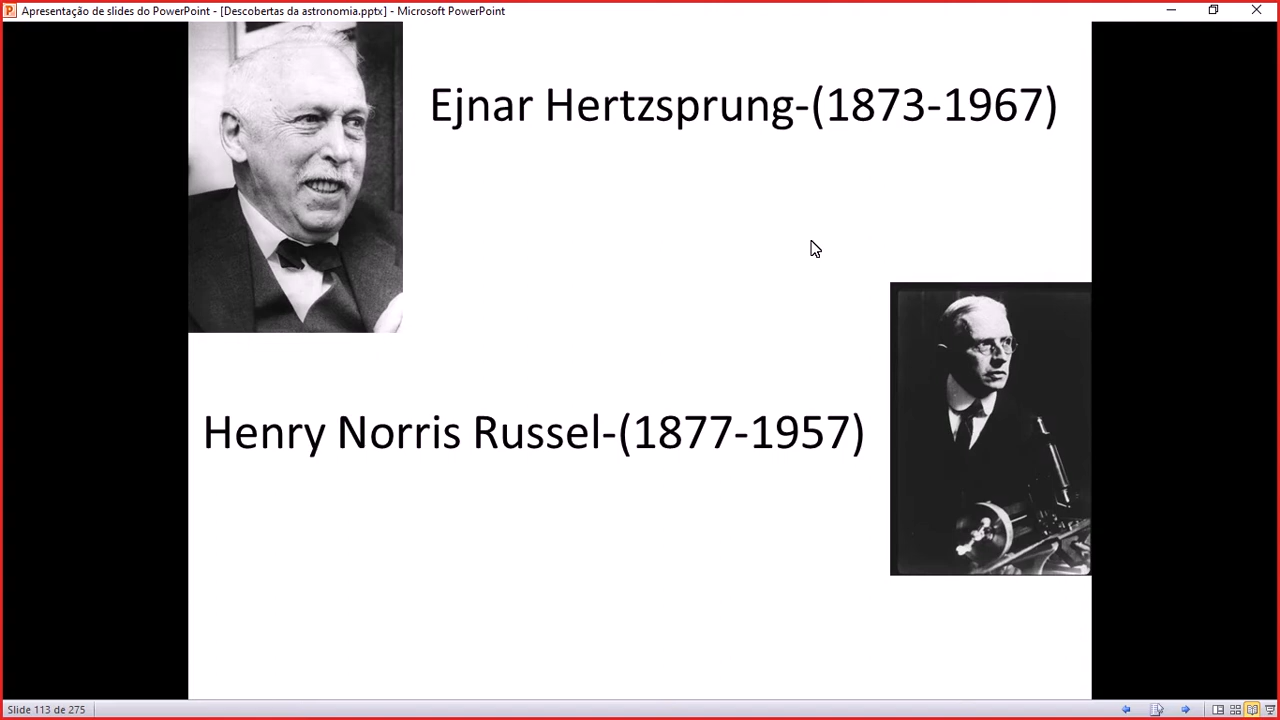 Apresentação de slides do PowerPoint - [Descobertas da astronomia.pptx] - Microsoft PowerPoint
Ejnar Hertzsprung-(1873-1967)
Henry Norris Russel-(1877-1957)
Slide 113 de 275